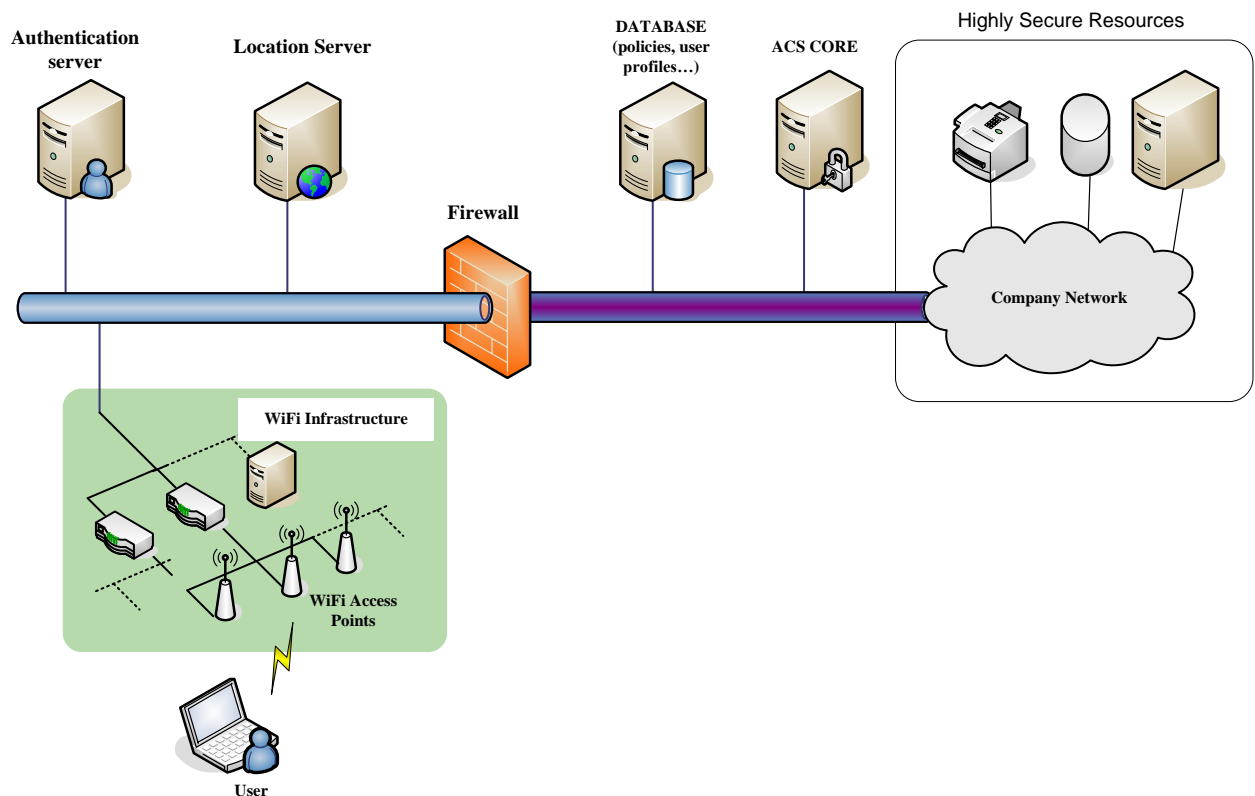 Highly Secure Resources
Authentication
server
Location Server
DATABASE
(policies, user
profiles…)
ACS CORE
Firewall
Company Network
WiFi Infrastructure
WiFi Access
Points
User